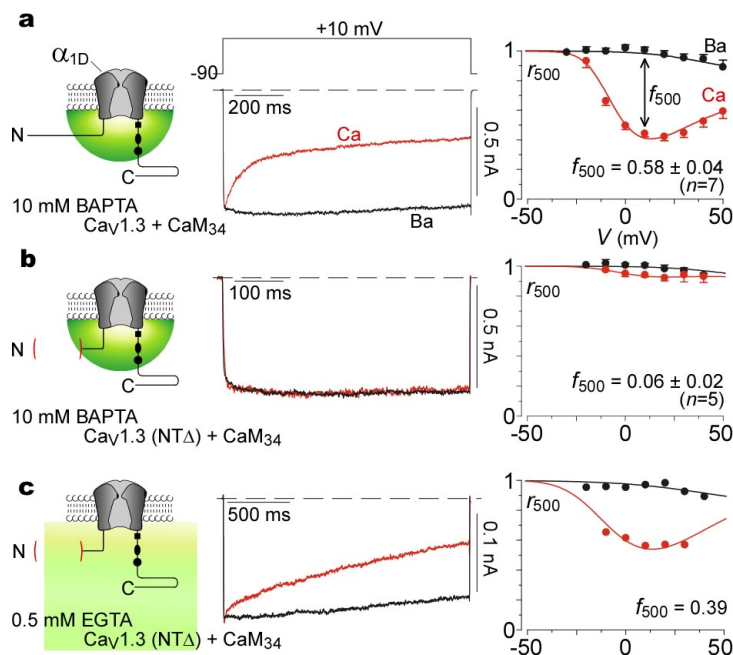 a
α1D
N
C
10 mM BAPTA
CaV1.3 + CaM34
+10 mV
-90
200 ms
Ca
Ba
0.5 nA
1
r500
Ba
f500
Ca
f500 = 0.58 ± 0.04
(n=7)
0
-50 0 50
V (mV)
b
N
C
10 mM BAPTA
CaV1.3 (NTΔ) + CaM34
100 ms
0.5 nA
1
r500
f500 = 0.06 ± 0.02
(n=5)
0
-50 0 50
c
N
C
0.5 mM EGTA
CaV1.3 (NTΔ) + CaM34
500 ms
0.1 nA
1
r500
f500 = 0.39
0
-50 0 50